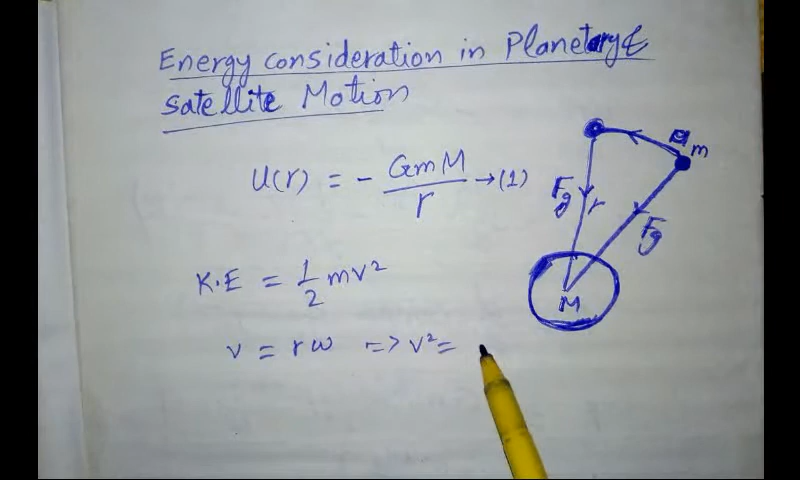 Energy consideration in Planetary &
Satellite Motion
U(r) = - GmM / r → (1)
K.E = 1/2 mv²
v = rω => v² =
m
Fg
r
Fg
M